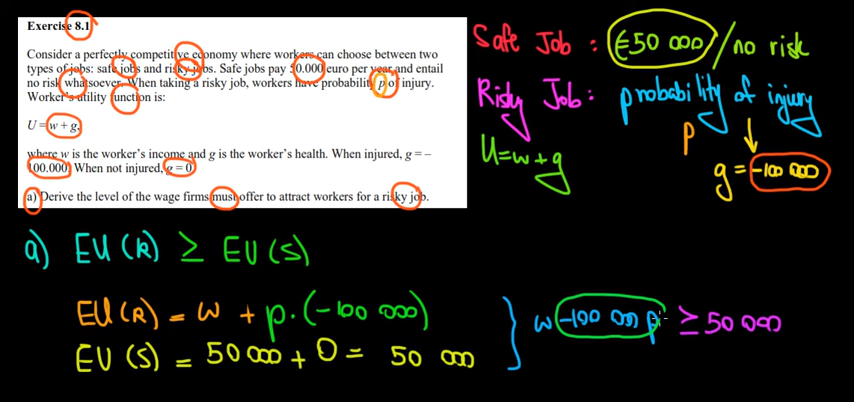 Exercise 8.1
Consider a perfectly competitive economy where workers can choose between two
types of jobs: safe jobs and risky jobs. Safe jobs pay 50.000 euro per year and entail
no risk whatsoever. When taking a risky job, workers have probability p of injury.
Worker's utility function is:
U = w + g,
where w is the worker's income and g is the worker's health. When injured, g = –
100.000. When not injured, g = 0.
a) Derive the level of the wage firms must offer to attract workers for a risky job.
Safe Job : €50 000 / no risk
Risky Job : probability of injury
p
U = w + g
g = -100 000
a) EU(R) ≥ EU(S)
EU(R) = w + p. (-100 000)
EU(S) = 50 000 + 0 = 50 000
} w -100 000 p ≥ 50 000